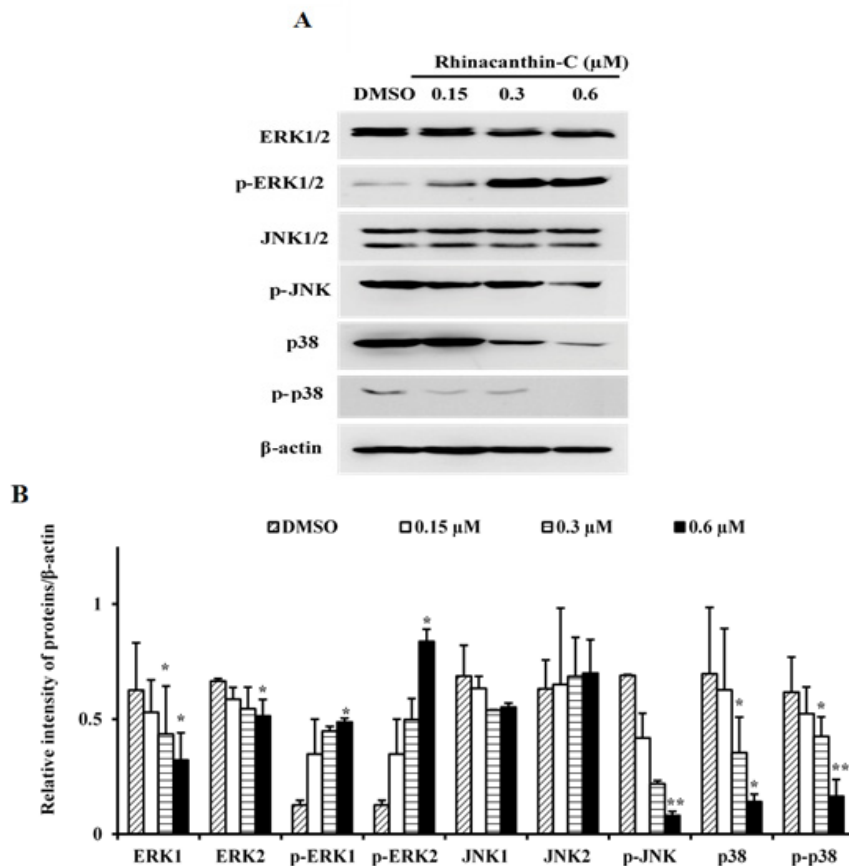 A
Rhinacanthin-C (μM)
DMSO 0.15 0.3 0.6
ERK1/2
p-ERK1/2
JNK1/2
p-JNK
p38
p-p38
β-actin
B
DMSO 0.15 μM 0.3 μM 0.6 μM
Relative intensity of proteins/β-actin
1
0.5
0
* * * * * ** * * * **
ERK1 ERK2 p-ERK1 p-ERK2 JNK1 JNK2 p-JNK p38 p-p38